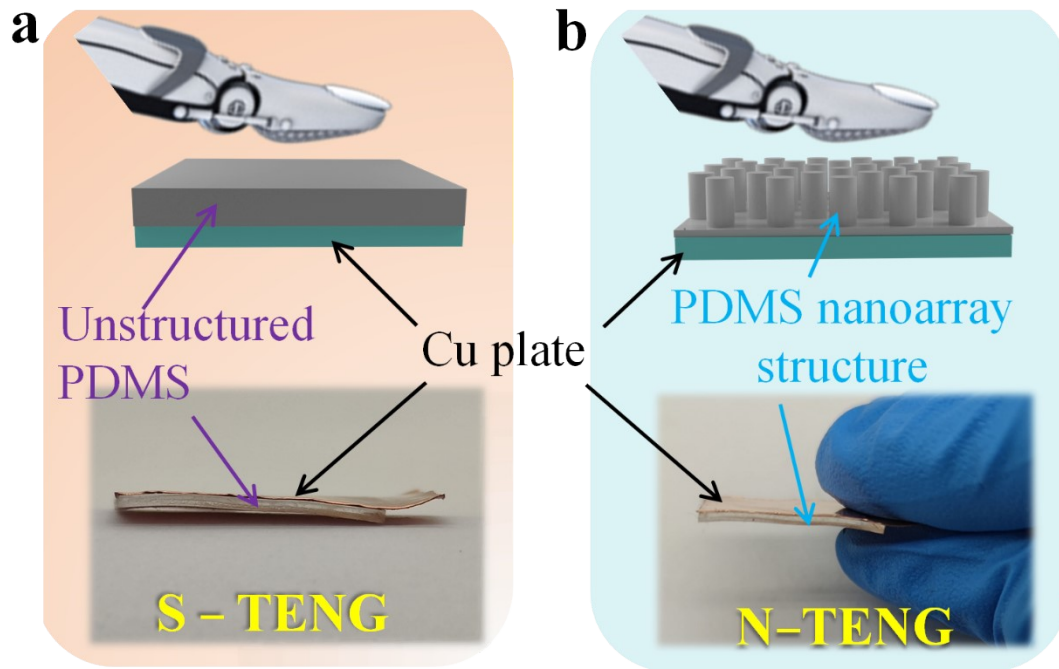 a
b
Unstructured
PDMS
Cu plate
PDMS nanoarray
structure
S – TENG
N–TENG